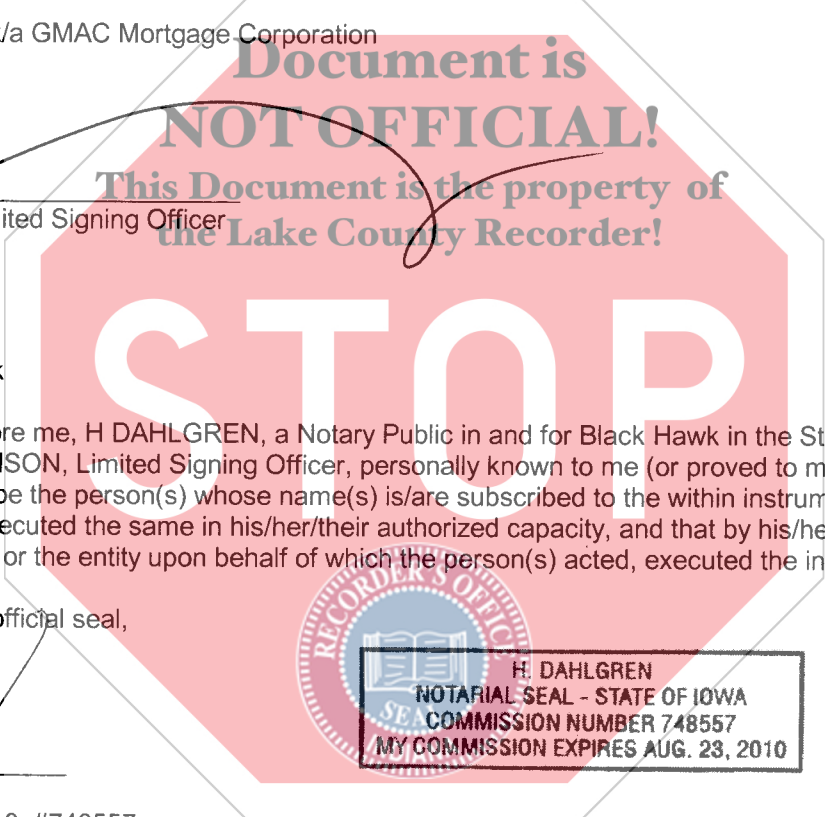 /a GMAC Mortgage Corporation
Document is
NOT OFFICIAL!
This Document is the property of
the Lake County Recorder!
ited Signing Officer
STOP
re me, H DAHLGREN, a Notary Public in and for Black Hawk in the St
SON, Limited Signing Officer, personally known to me (or proved to m
be the person(s) whose name(s) is/are subscribed to the within instrum
ecuted the same in his/her/their authorized capacity, and that by his/he
or the entity upon behalf of which the person(s) acted, executed the in
fficial seal,
RECORDER'S OFFICE
SEAL
H. DAHLGREN
NOTARIAL SEAL - STATE OF IOWA
COMMISSION NUMBER 748557
MY COMMISSION EXPIRES AUG. 23, 2010
#748557